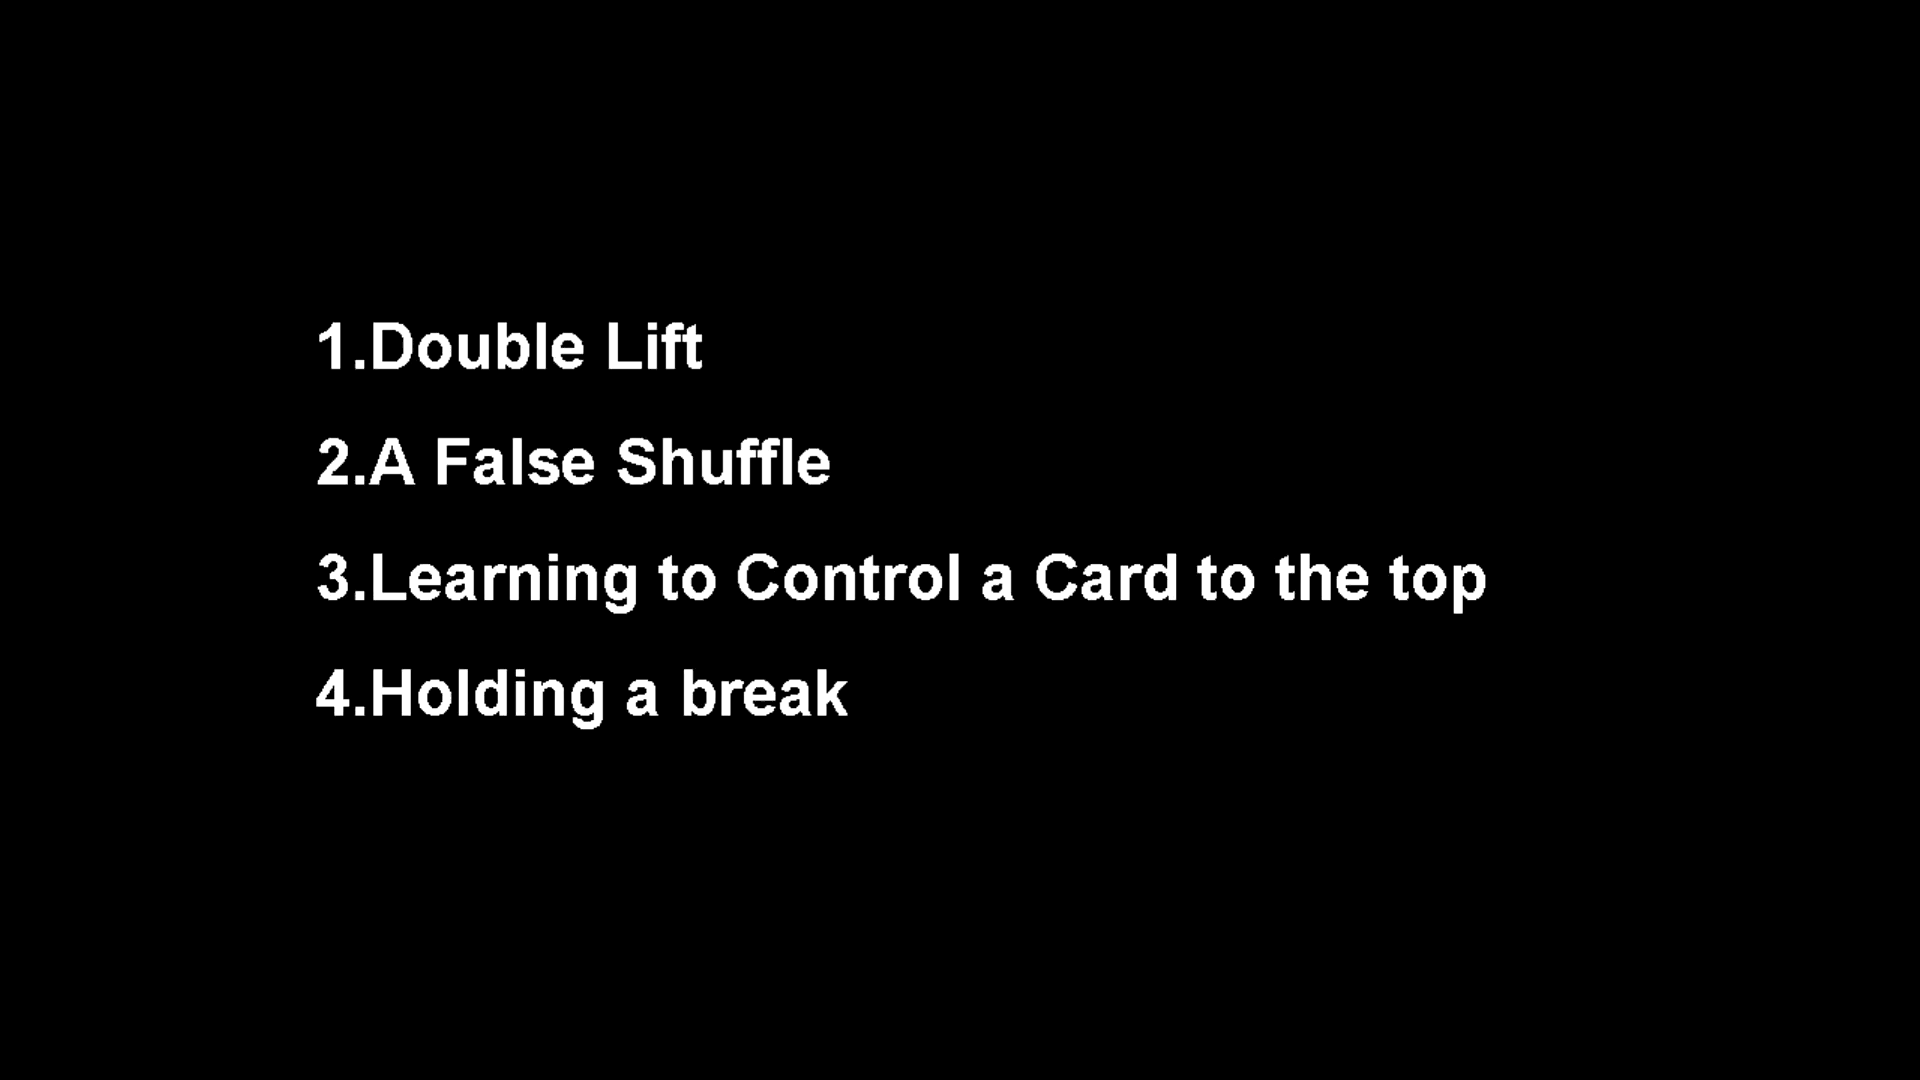 1.Double Lift
2.A False Shuffle
3.Learning to Control a Card to the top
4.Holding a break